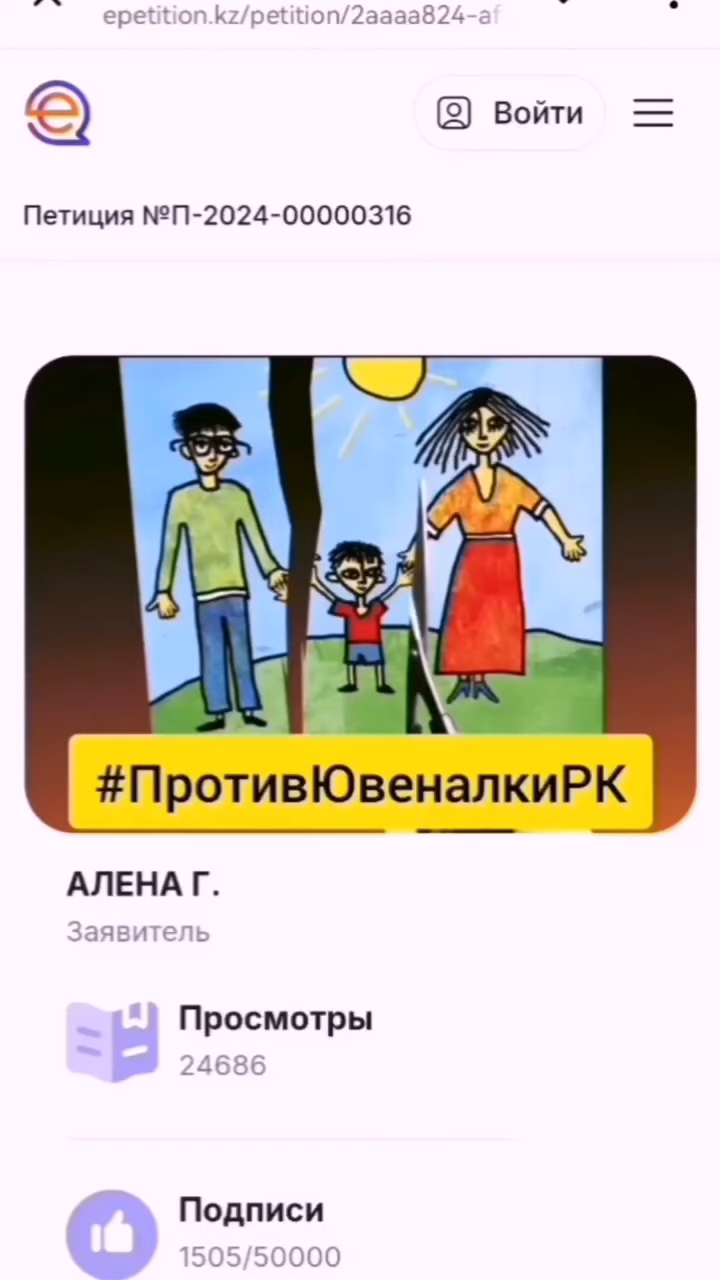 epetition.kz/petition/2aaaa824-af
Войти
Петиция №П-2024-00000316
#ПротивЮвеналкиРК
АЛЕНА Г.
Заявитель
Просмотры
24686
Подписи
1505/50000